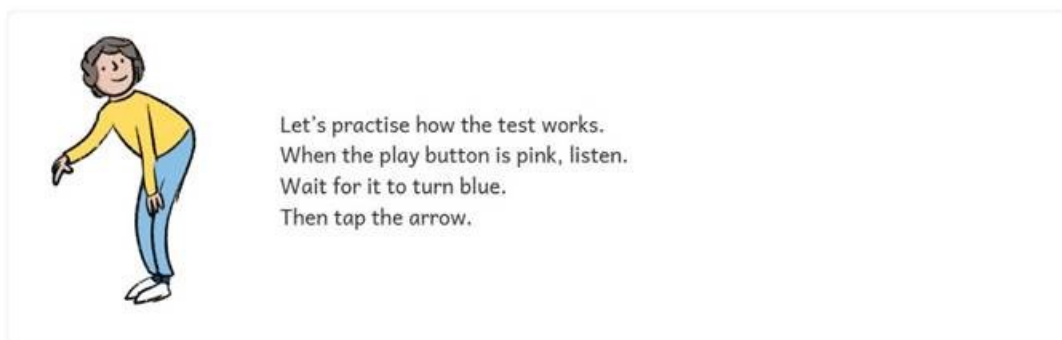 Let's practise how the test works.
When the play button is pink, listen.
Wait for it to turn blue.
Then tap the arrow.